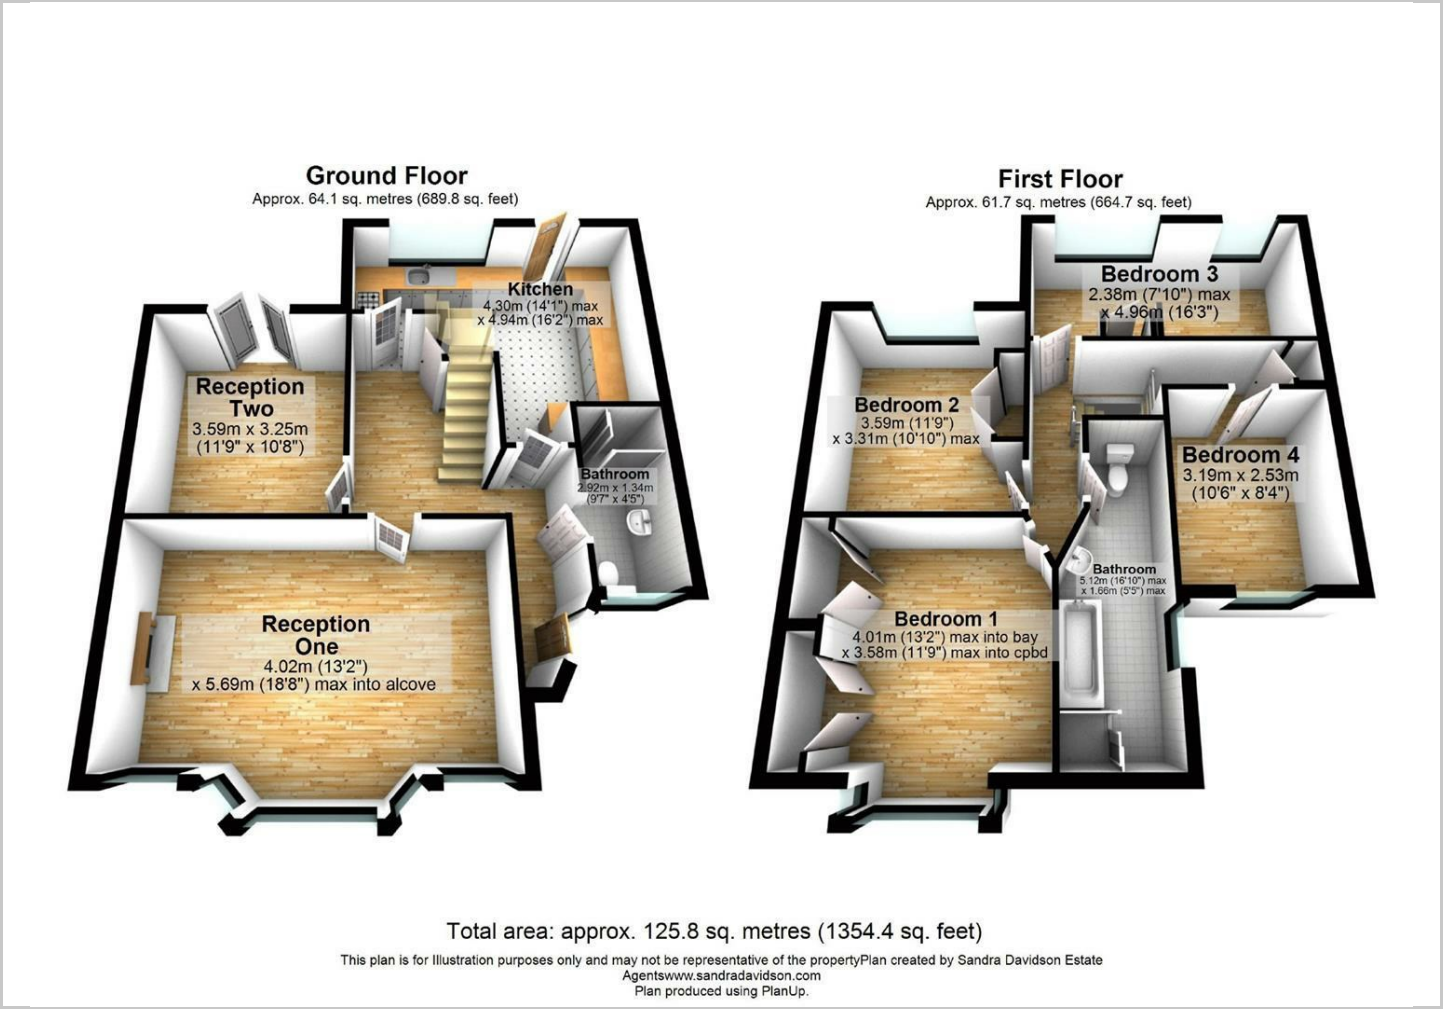 Ground Floor
Approx. 64.1 sq. metres (689.8 sq. feet)
Kitchen
4.30m (14'1") max
x 4.94m (16'2") max
Reception
Two
3.59m x 3.25m
(11'9" x 10'8")
Bathroom
2.92m x 1.34m
(9'7" x 4'5")
Reception
One
4.02m (13'2")
x 5.69m (18'8") max into alcove
First Floor
Approx. 61.7 sq. metres (664.7 sq. feet)
Bedroom 3
2.38m (7'10") max
x 4.96m (16'3")
Bedroom 2
3.59m (11'9")
x 3.31m (10'10") max
Bedroom 4
3.19m x 2.53m
(10'6" x 8'4")
Bathroom
5.12m (16'10") max
x 1.66m (5'5") max
Bedroom 1
4.01m (13'2") max into bay
x 3.58m (11'9") max into cpbd
Total area: approx. 125.8 sq. metres (1354.4 sq. feet)
This plan is for Illustration purposes only and may not be representative of the propertyPlan created by Sandra Davidson Estate
Agentswww.sandradavidson.com
Plan produced using PlanUp.